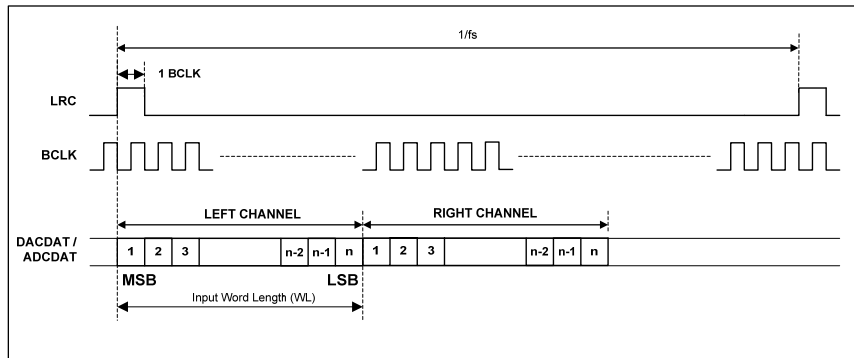 1/fs
1 BCLK
LRC
BCLK
LEFT CHANNEL
RIGHT CHANNEL
DACDAT /
ADCDAT
1 2 3 n-2 n-1 n 1 2 3 n-2 n-1 n
MSB LSB
Input Word Length (WL)